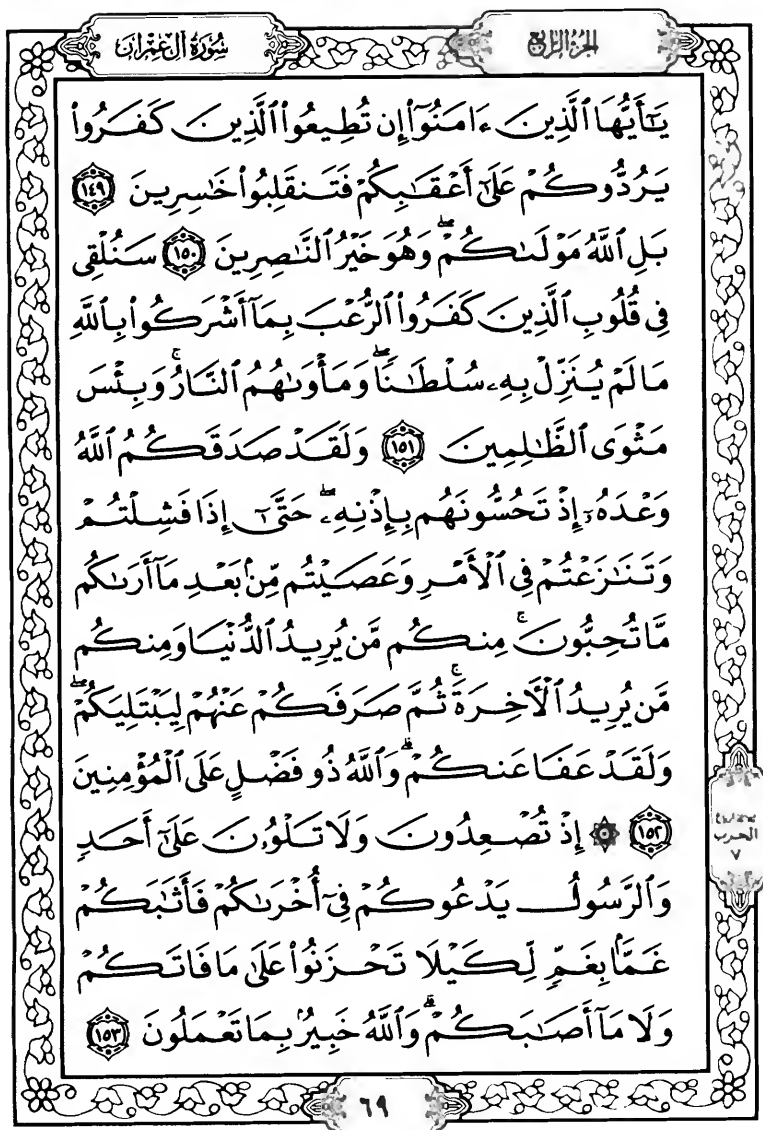 الجزء الرابع
سُورَةُ آلِ عِمْرَانَ
يَـٰٓأَيُّهَا ٱلَّذِينَ ءَامَنُوٓا۟ إِن تُطِيعُوا۟ ٱلَّذِينَ كَفَرُوا۟
يَرُدُّوكُمْ عَلَىٰٓ أَعْقَـٰبِكُمْ فَتَنقَلِبُوا۟ خَـٰسِرِينَ ١٤٩
بَلِ ٱللَّهُ مَوْلَىٰكُمْ ۖ وَهُوَ خَيْرُ ٱلنَّـٰصِرِينَ ١٥٠ سَنُلْقِى
فِى قُلُوبِ ٱلَّذِينَ كَفَرُوا۟ ٱلرُّعْبَ بِمَآ أَشْرَكُوا۟ بِٱللَّهِ
مَا لَمْ يُنَزِّلْ بِهِۦ سُلْطَـٰنًا ۖ وَمَأْوَىٰهُمُ ٱلنَّارُ ۚ وَبِئْسَ
مَثْوَى ٱلظَّـٰلِمِينَ ١٥١ وَلَقَدْ صَدَقَكُمُ ٱللَّهُ
وَعْدَهُۥٓ إِذْ تَحُسُّونَهُم بِإِذْنِهِۦ ۖ حَتَّىٰٓ إِذَا فَشِلْتُمْ
وَتَنَـٰزَعْتُمْ فِى ٱلْأَمْرِ وَعَصَيْتُم مِّنۢ بَعْدِ مَآ أَرَىٰكُم
مَّا تُحِبُّونَ ۚ مِنكُم مَّن يُرِيدُ ٱلدُّنْيَا وَمِنكُم
مَّن يُرِيدُ ٱلْـَٔاخِرَةَ ۚ ثُمَّ صَرَفَكُمْ عَنْهُمْ لِيَبْتَلِيَكُمْ ۖ
وَلَقَدْ عَفَا عَنكُمْ ۗ وَٱللَّهُ ذُو فَضْلٍ عَلَى ٱلْمُؤْمِنِينَ
١٥٢ ۞ إِذْ تُصْعِدُونَ وَلَا تَلْوُۥنَ عَلَىٰٓ أَحَدٍ
وَٱلرَّسُولُ يَدْعُوكُمْ فِىٓ أُخْرَىٰكُمْ فَأَثَـٰبَكُمْ
غَمًّۢا بِغَمٍّ لِّكَيْلَا تَحْزَنُوا۟ عَلَىٰ مَا فَاتَكُمْ
وَلَا مَآ أَصَـٰبَكُمْ ۗ وَٱللَّهُ خَبِيرٌۢ بِمَا تَعْمَلُونَ ١٥٣
الحزب
٧
٦٩